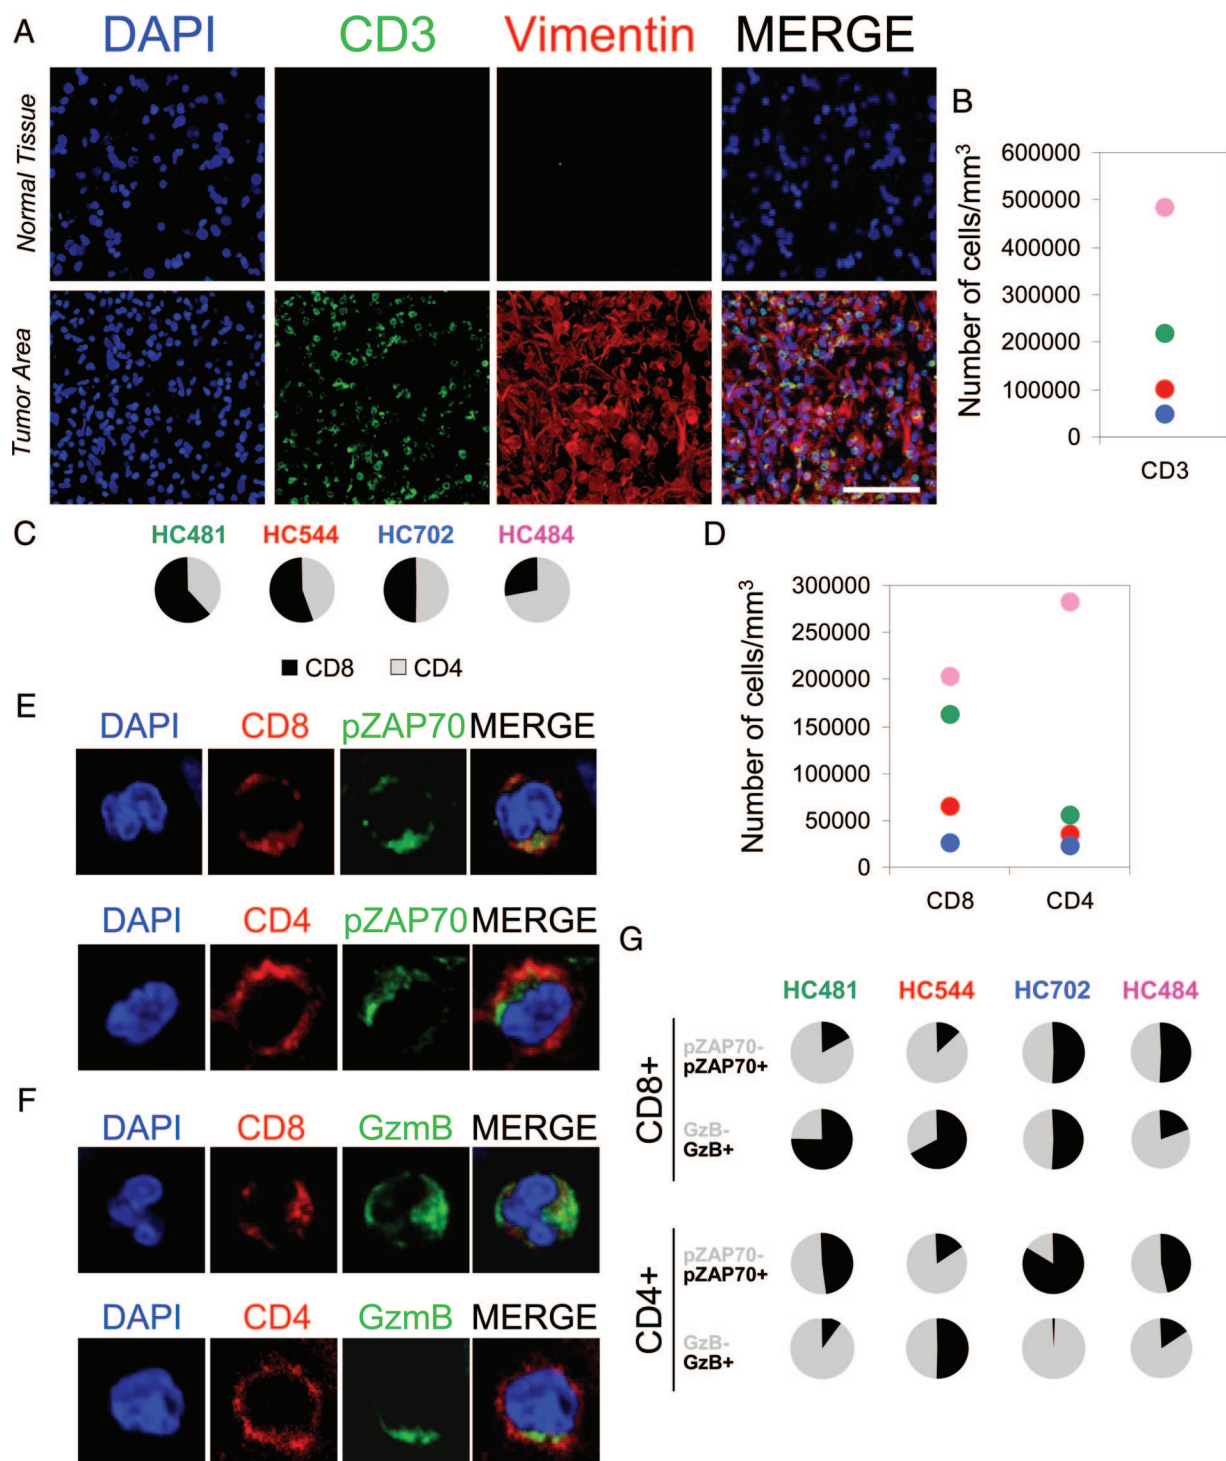 A
DAPI CD3 Vimentin MERGE
Normal Tissue
Tumor Area
B
Number of cells/mm³
600000
500000
400000
300000
200000
100000
0
CD3
C
HC481 HC544 HC702 HC484
CD8 CD4
D
Number of cells/mm³
300000
250000
200000
150000
100000
50000
0
CD8 CD4
E
DAPI CD8 pZAP70 MERGE
DAPI CD4 pZAP70 MERGE
F
DAPI CD8 GzmB MERGE
DAPI CD4 GzmB MERGE
G
HC481 HC544 HC702 HC484
CD8+
pZAP70-
pZAP70+
GzB-
GzB+
CD4+
pZAP70-
pZAP70+
GzB-
GzB+